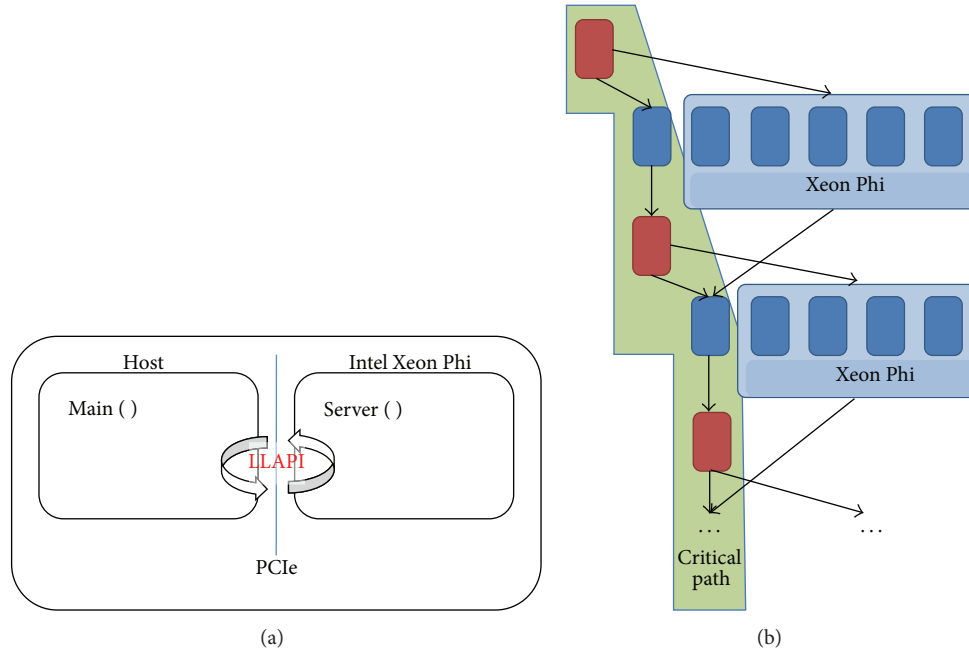 Host
Intel Xeon Phi
Main ( )
Server ( )
LLAPI
PCIe
(a)
Xeon Phi
Xeon Phi
...
...
Critical
path
(b)